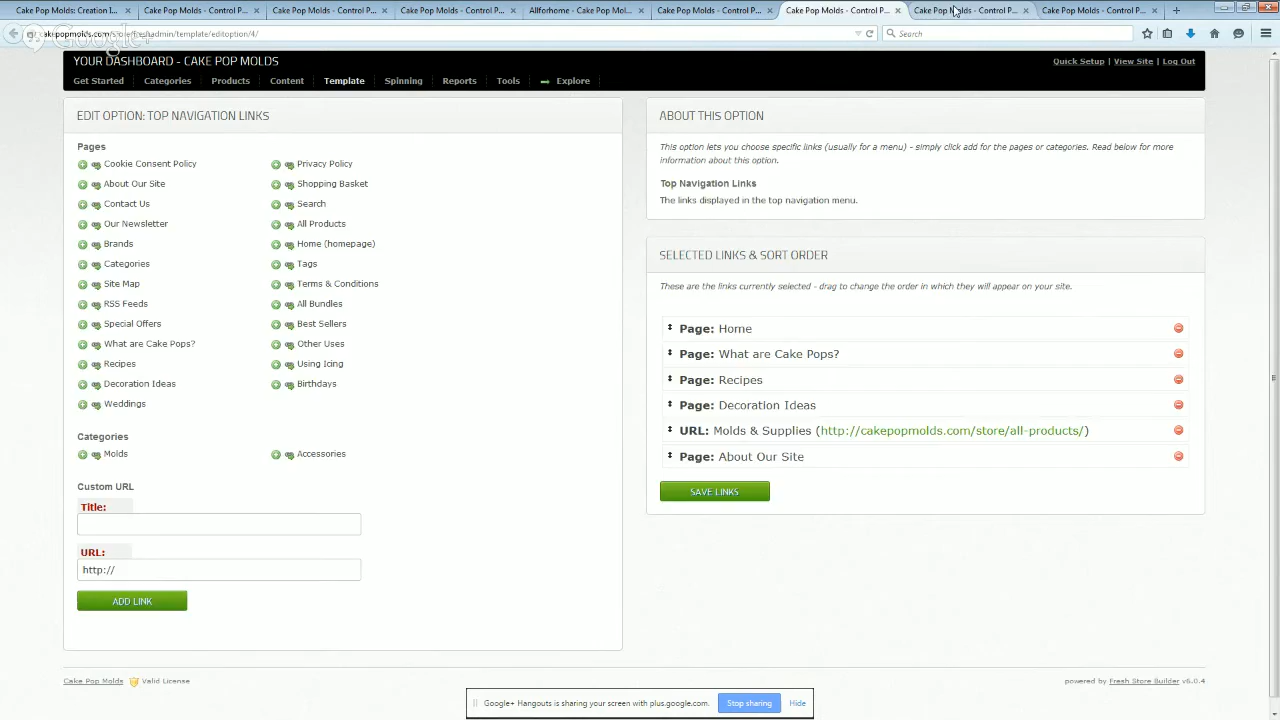 Cake Pop Molds: Creation I... × Cake Pop Molds - Control P... × Cake Pop Molds - Control P... × Cake Pop Molds - Control P... × Allforhome - Cake Pop Mol... × Cake Pop Molds - Control P... × Cake Pop Molds - Control P... × Cake Pop Molds - Control P... × Cake Pop Molds - Control P... ×
Google+
Search
YOUR DASHBOARD - CAKE POP MOLDS
Quick Setup | View Site | Log Out
Get Started Categories Products Content Template Spinning Reports Tools Explore
EDIT OPTION: TOP NAVIGATION LINKS
Pages
Cookie Consent Policy Privacy Policy
About Our Site Shopping Basket
Contact Us Search
Our Newsletter All Products
Brands Home (homepage)
Categories Tags
Site Map Terms & Conditions
RSS Feeds All Bundles
Special Offers Best Sellers
What are Cake Pops? Other Uses
Recipes Using Icing
Decoration Ideas Birthdays
Weddings
Categories
Molds Accessories
Custom URL
Title:
URL:
http://
ADD LINK
ABOUT THIS OPTION
This option lets you choose specific links (usually for a menu) - simply click add for the pages or categories. Read below for more
information about this option.
Top Navigation Links
The links displayed in the top navigation menu.
SELECTED LINKS & SORT ORDER
These are the links currently selected - drag to change the order in which they will appear on your site.
Page: Home
Page: What are Cake Pops?
Page: Recipes
Page: Decoration Ideas
URL: Molds & Supplies (http://cakepopmolds.com/store/all-products/)
Page: About Our Site
SAVE LINKS
Cake Pop Molds Valid License
powered by Fresh Store Builder v6.0.4
Google+ Hangouts is sharing your screen with plus.google.com. Stop sharing Hide